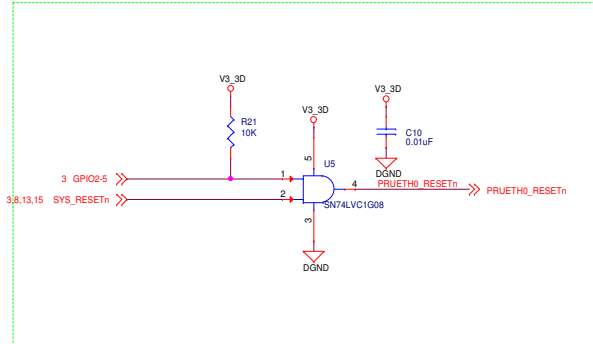 V3_3D
V3_3D
V3_3D
R21
10K
C10
0.01uF
5
U5
DGND
3 GPIO2-5
1
4
PRUETH0_RESETn
PRUETH0_RESETn
3,8,13,15 SYS_RESETn
2
SN74LVC1G08
3
DGND